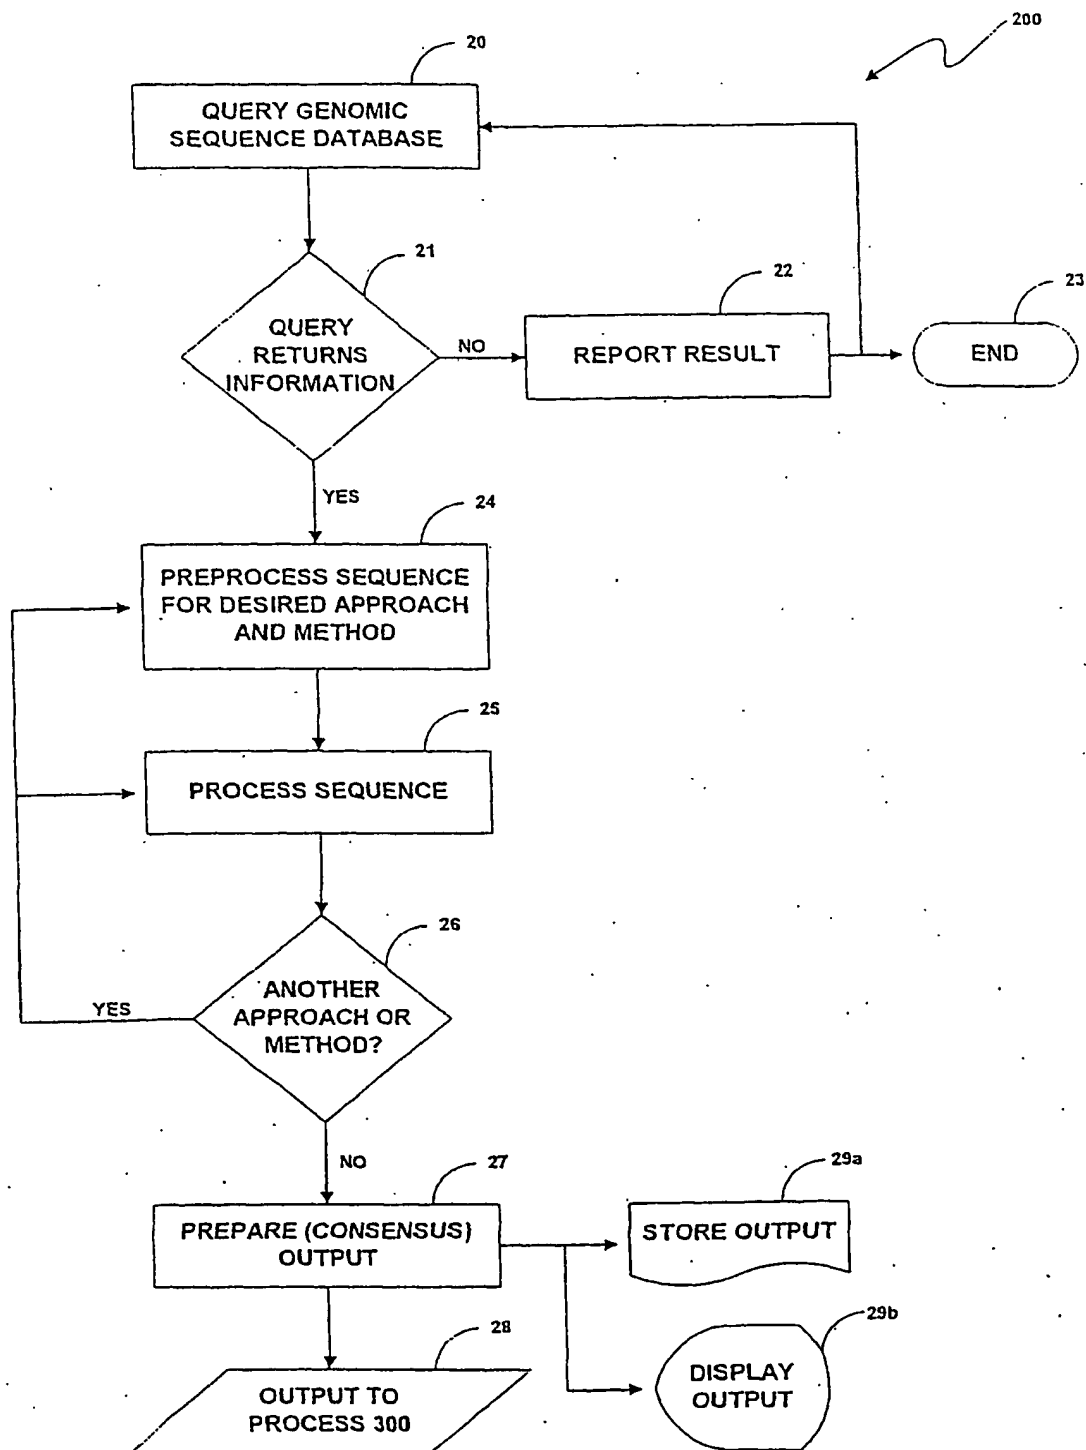 200
20
QUERY GENOMIC
SEQUENCE DATABASE
21
QUERY
RETURNS
INFORMATION
NO
22
REPORT RESULT
23
END
YES
24
PREPROCESS SEQUENCE
FOR DESIRED APPROACH
AND METHOD
25
PROCESS SEQUENCE
26
ANOTHER
APPROACH OR
METHOD?
YES
NO
27
PREPARE (CONSENSUS)
OUTPUT
29a
STORE OUTPUT
28
OUTPUT TO
PROCESS 300
29b
DISPLAY
OUTPUT